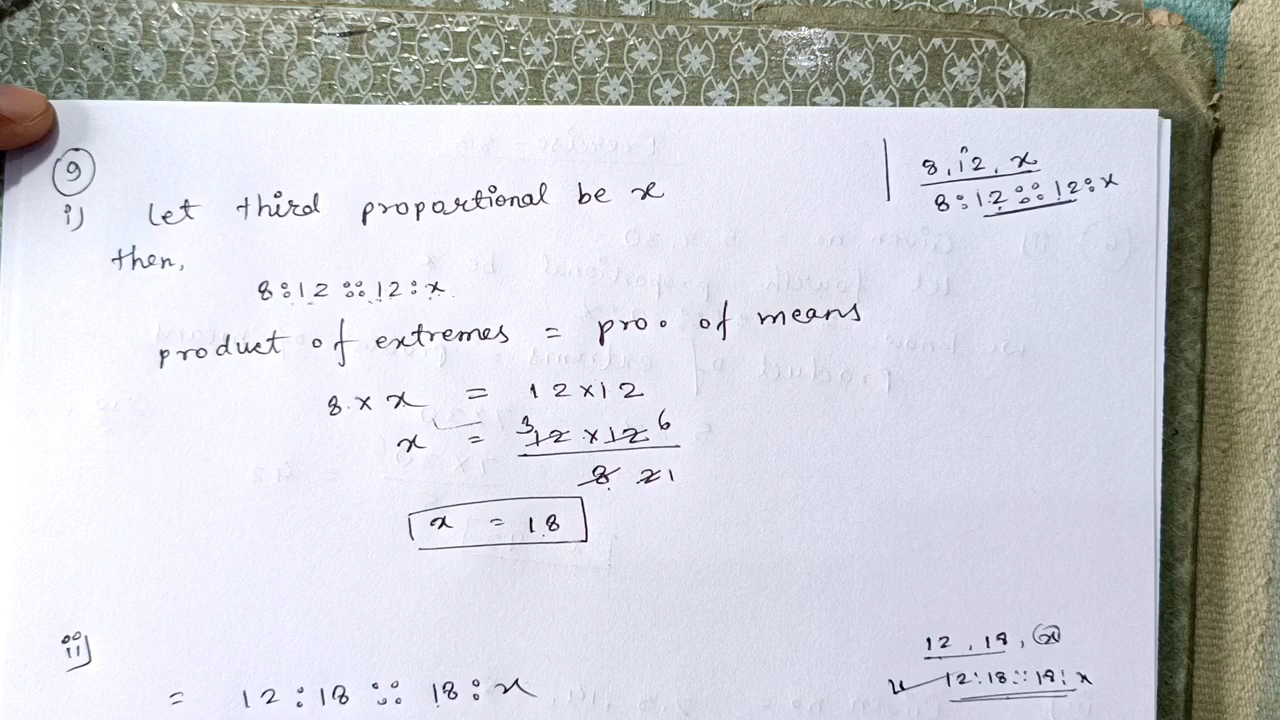 9
8, 12, x
8:12::12:x
i) Let third proportional be x
then,
8:12::12:x
product of extremes = pro. of means
8 × x = 12×12
x = 3 12 × 12 6
8 2 1
x = 18
ii)
12, 18, x
12:18::18:x
= 12:18::18:x